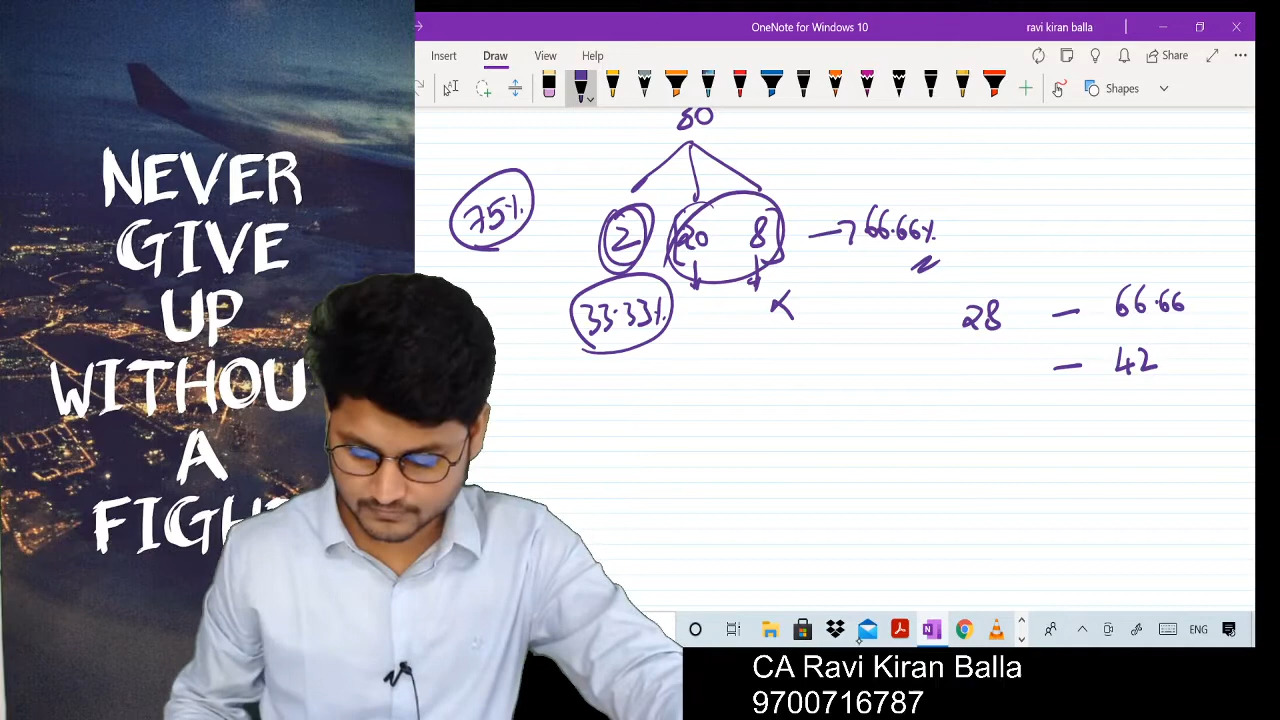 NEVER
GIVE
UP
WITHOU
A
FIGH
OneNote for Windows 10
ravi kiran balla
Insert Draw View Help
Share
Shapes
80
75%
2 20 8 → 66.66%
33.33%
28 – 66.66
– 42
ENG
CA Ravi Kiran Balla
9700716787